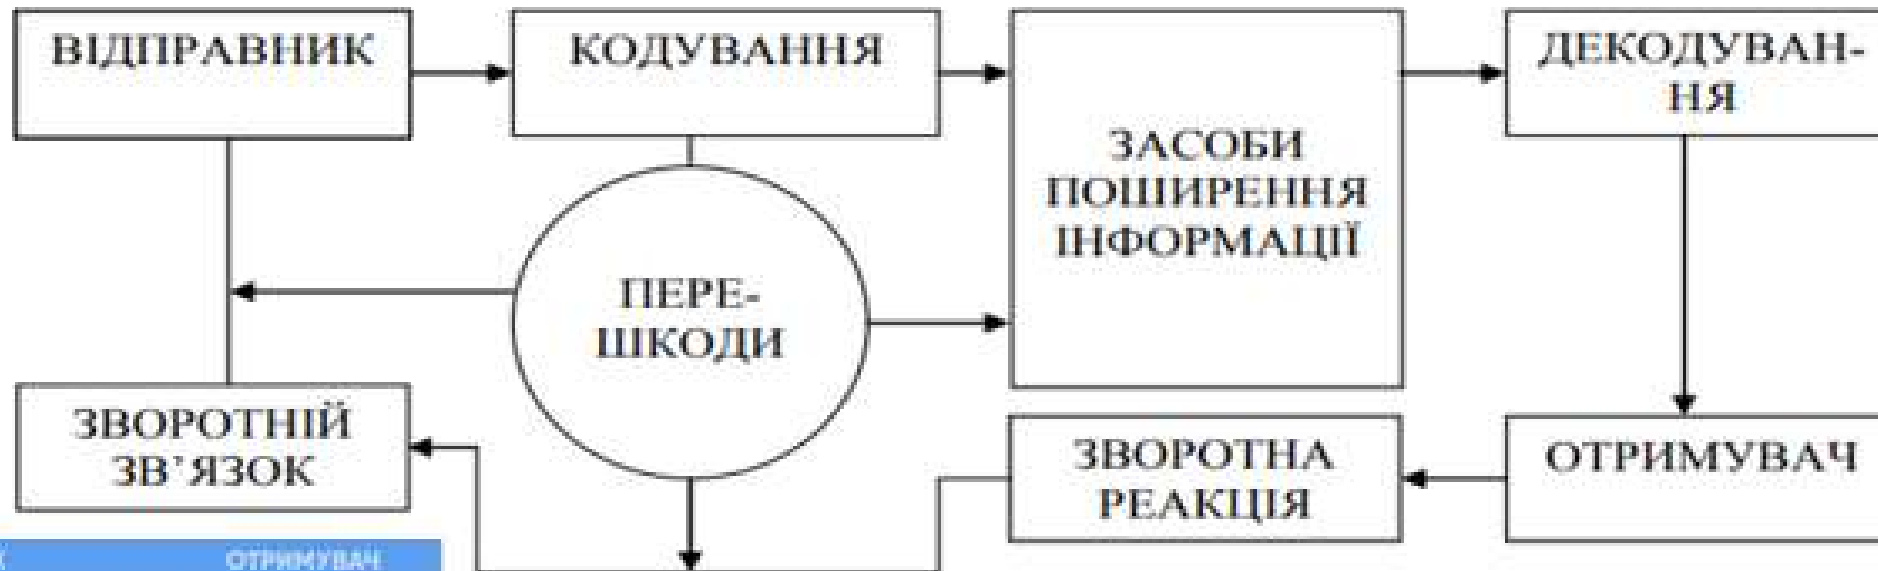 ВІДПРАВНИК
КОДУВАННЯ
ЗАСОБИ
ПОШИРЕННЯ
ІНФОРМАЦІЇ
ДЕКОДУВАН-
НЯ
ПЕРЕ-
ШКОДИ
ЗВОРОТНІЙ
ЗВ’ЯЗОК
ЗВОРОТНА
РЕАКЦІЯ
ОТРИМУВАЧ
ОТРИМУВАЧ